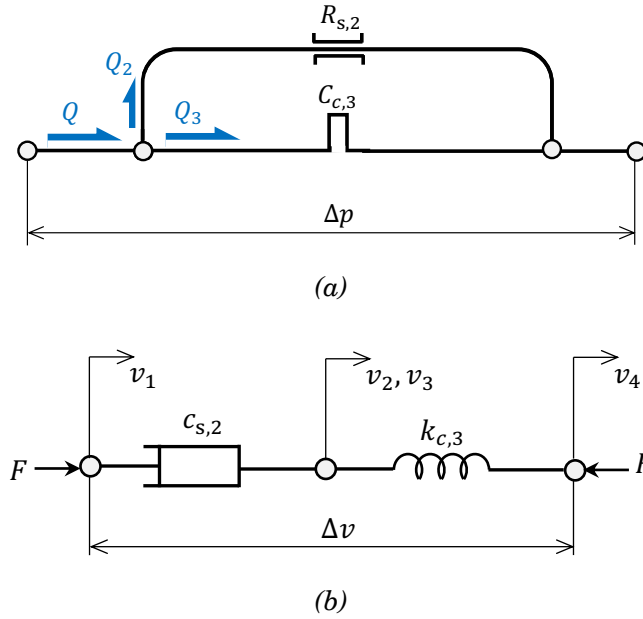 R_{s,2}
Q_2
Q Q_3 C_{c,3}
Δp
(a)
v_1 v_2, v_3 v_4
c_{s,2} k_{c,3}
F
Δv
(b)